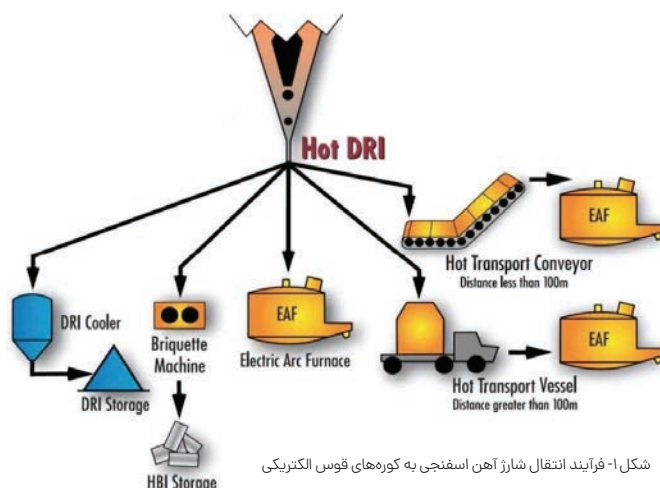 Hot DRI
EAF
Hot Transport Conveyor
Distance less than 100m
DRI Cooler
DRI Storage
Briquette
Machine
HBI Storage
EAF
Electric Arc Furnace
Hot Transport Vessel
Distance greater than 100m
EAF
شکل ۱- فرآیند انتقال شارژ آهن اسفنجی به کوره‌های قوس الکتریکی